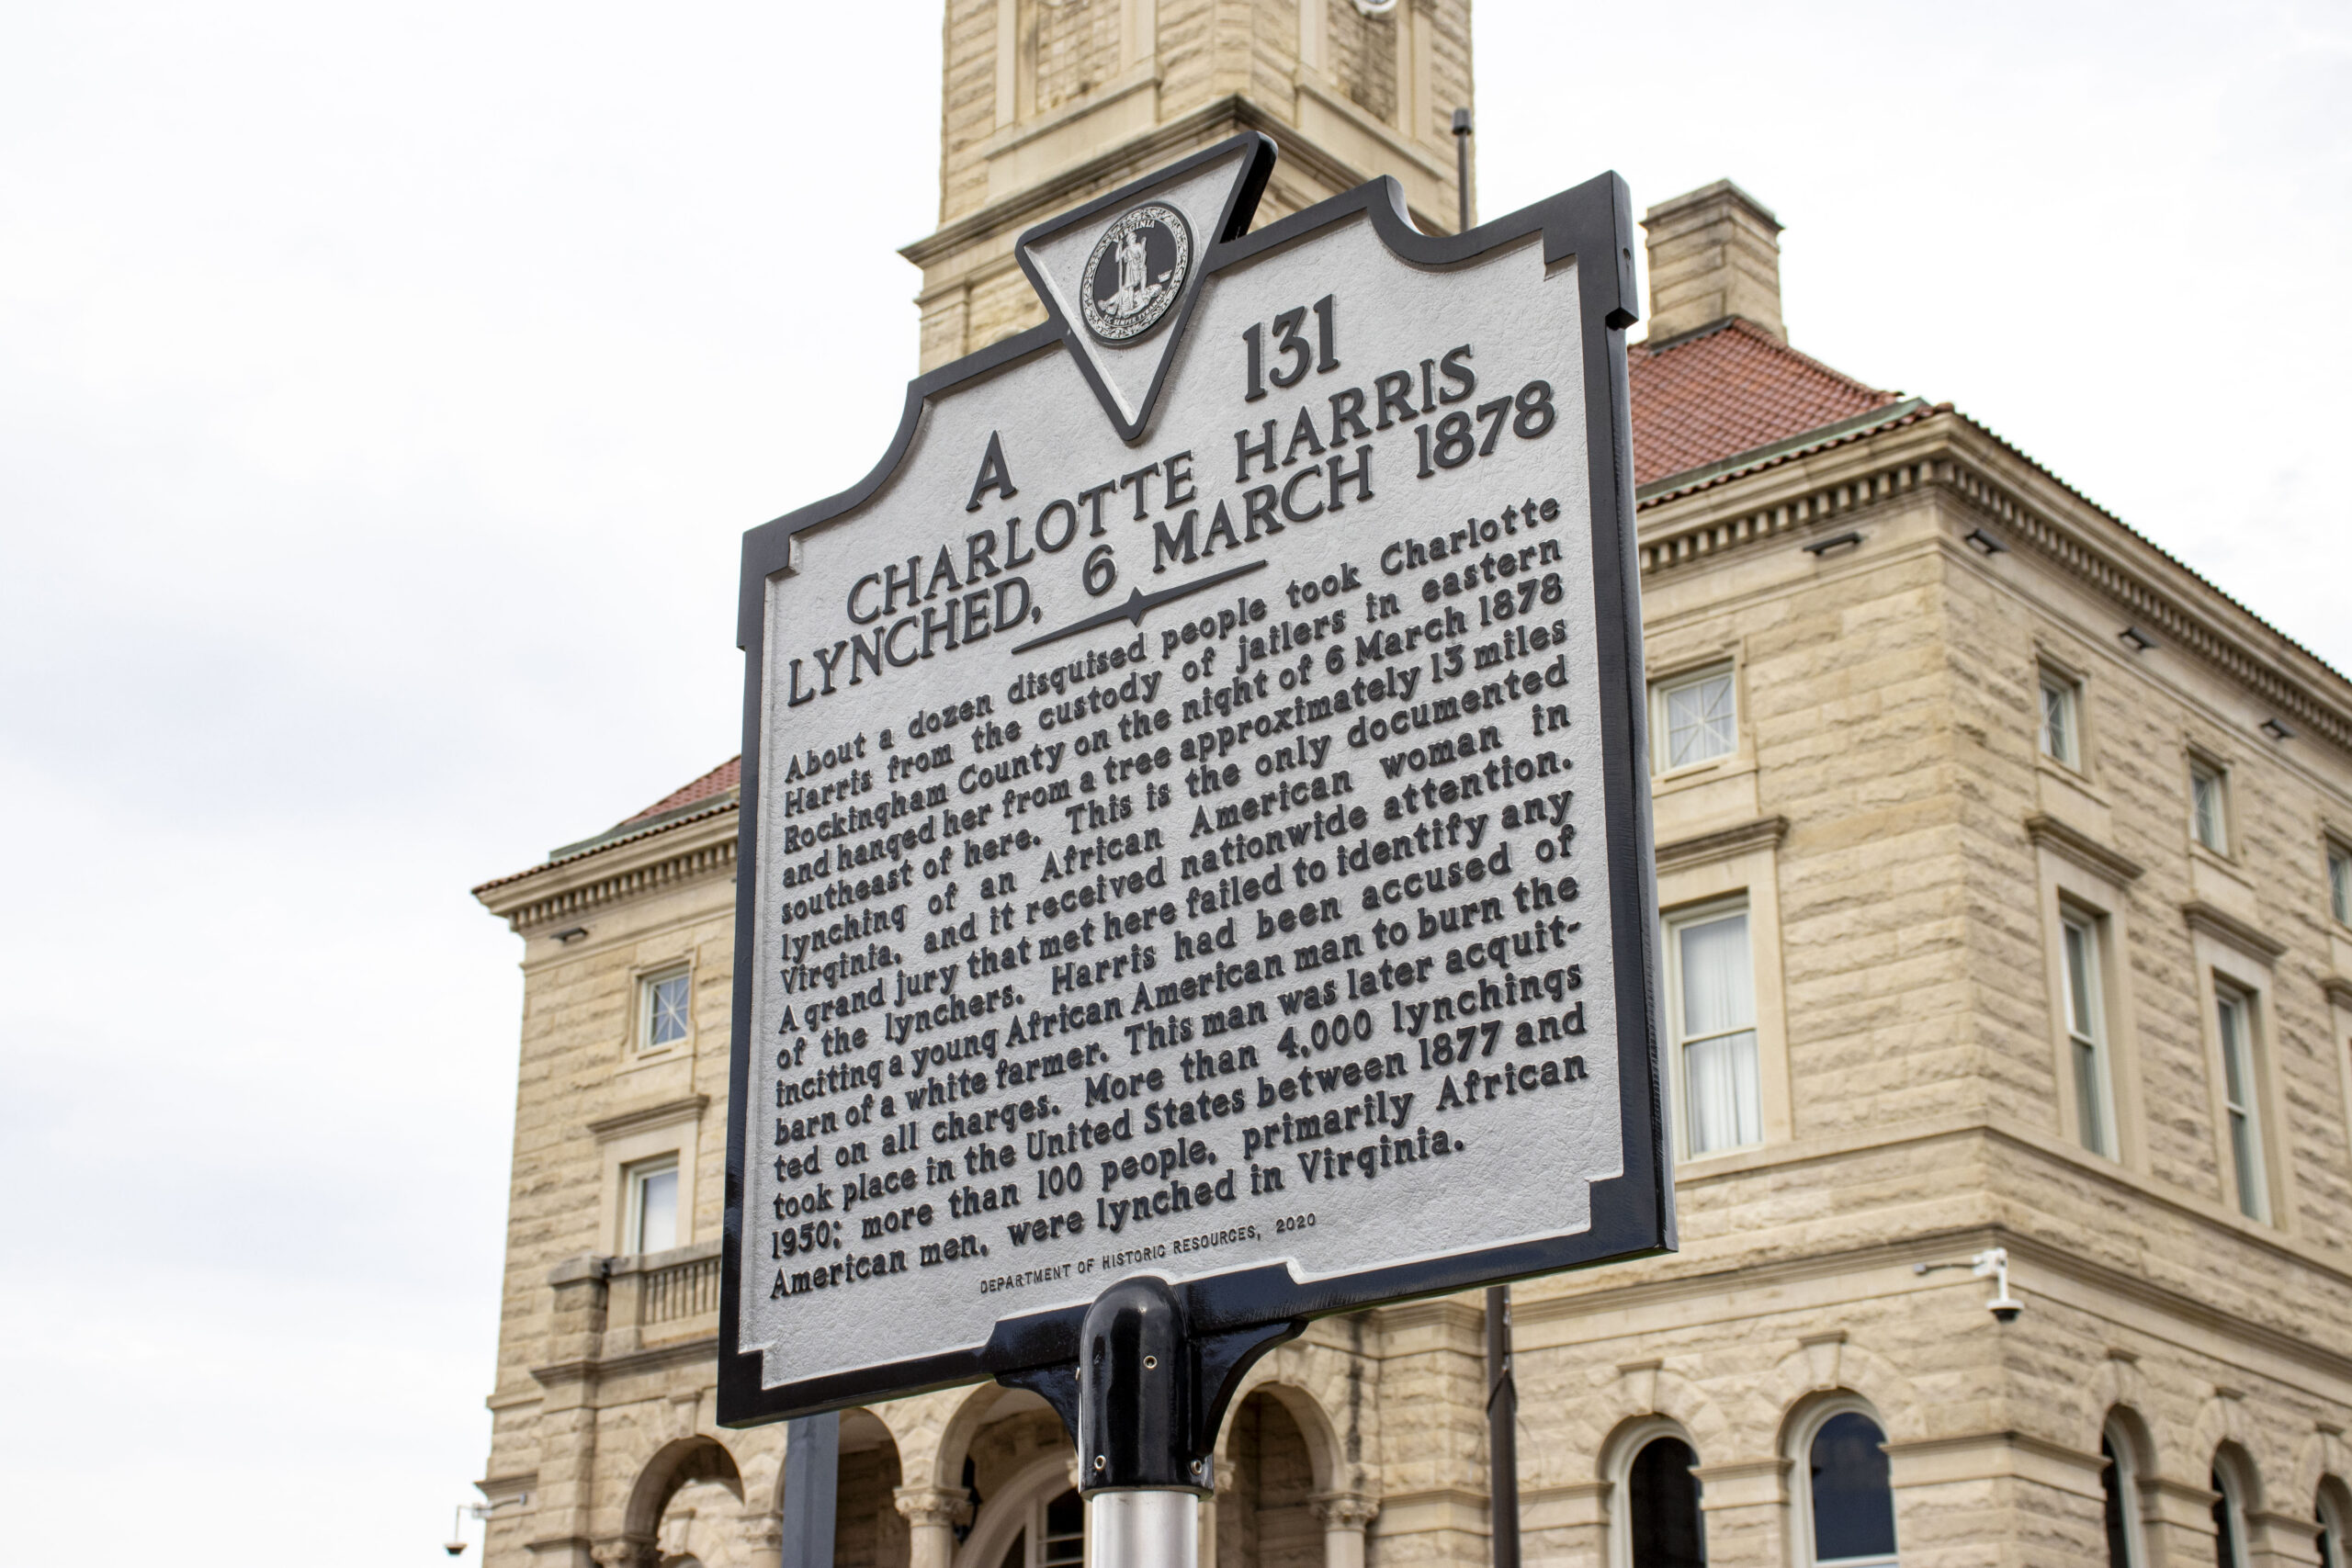 VIRGINIA
SIC SEMPER TYRANNIS
A 131
CHARLOTTE HARRIS
LYNCHED, 6 MARCH 1878
About a dozen disguised people took Charlotte
Harris from the custody of jailers in eastern
Rockingham County on the night of 6 March 1878
and hanged her from a tree approximately 13 miles
southeast of here. This is the only documented
lynching of an African American woman in
Virginia, and it received nationwide attention.
A grand jury that met here failed to identify any
of the lynchers. Harris had been accused of
inciting a young African American man to burn the
barn of a white farmer. This man was later acquit-
ted on all charges. More than 4,000 lynchings
took place in the United States between 1877 and
1950; more than 100 people, primarily African
American men, were lynched in Virginia.
DEPARTMENT OF HISTORIC RESOURCES, 2020